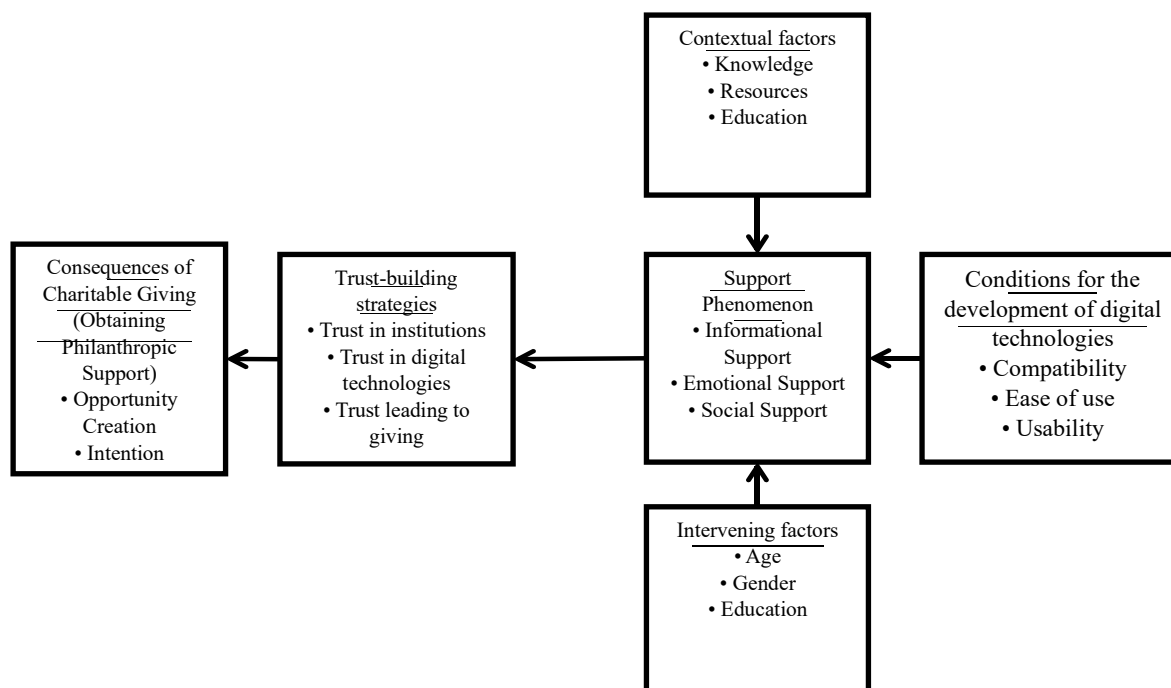 Contextual factors
• Knowledge
• Resources
• Education
Consequences of
Charitable Giving
(Obtaining
Philanthropic
Support)
• Opportunity
Creation
• Intention
Trust-building
strategies
• Trust in institutions
• Trust in digital
technologies
• Trust leading to
giving
Support
Phenomenon
• Informational
Support
• Emotional Support
• Social Support
Conditions for the
development of digital
technologies
• Compatibility
• Ease of use
• Usability
Intervening factors
• Age
• Gender
• Education